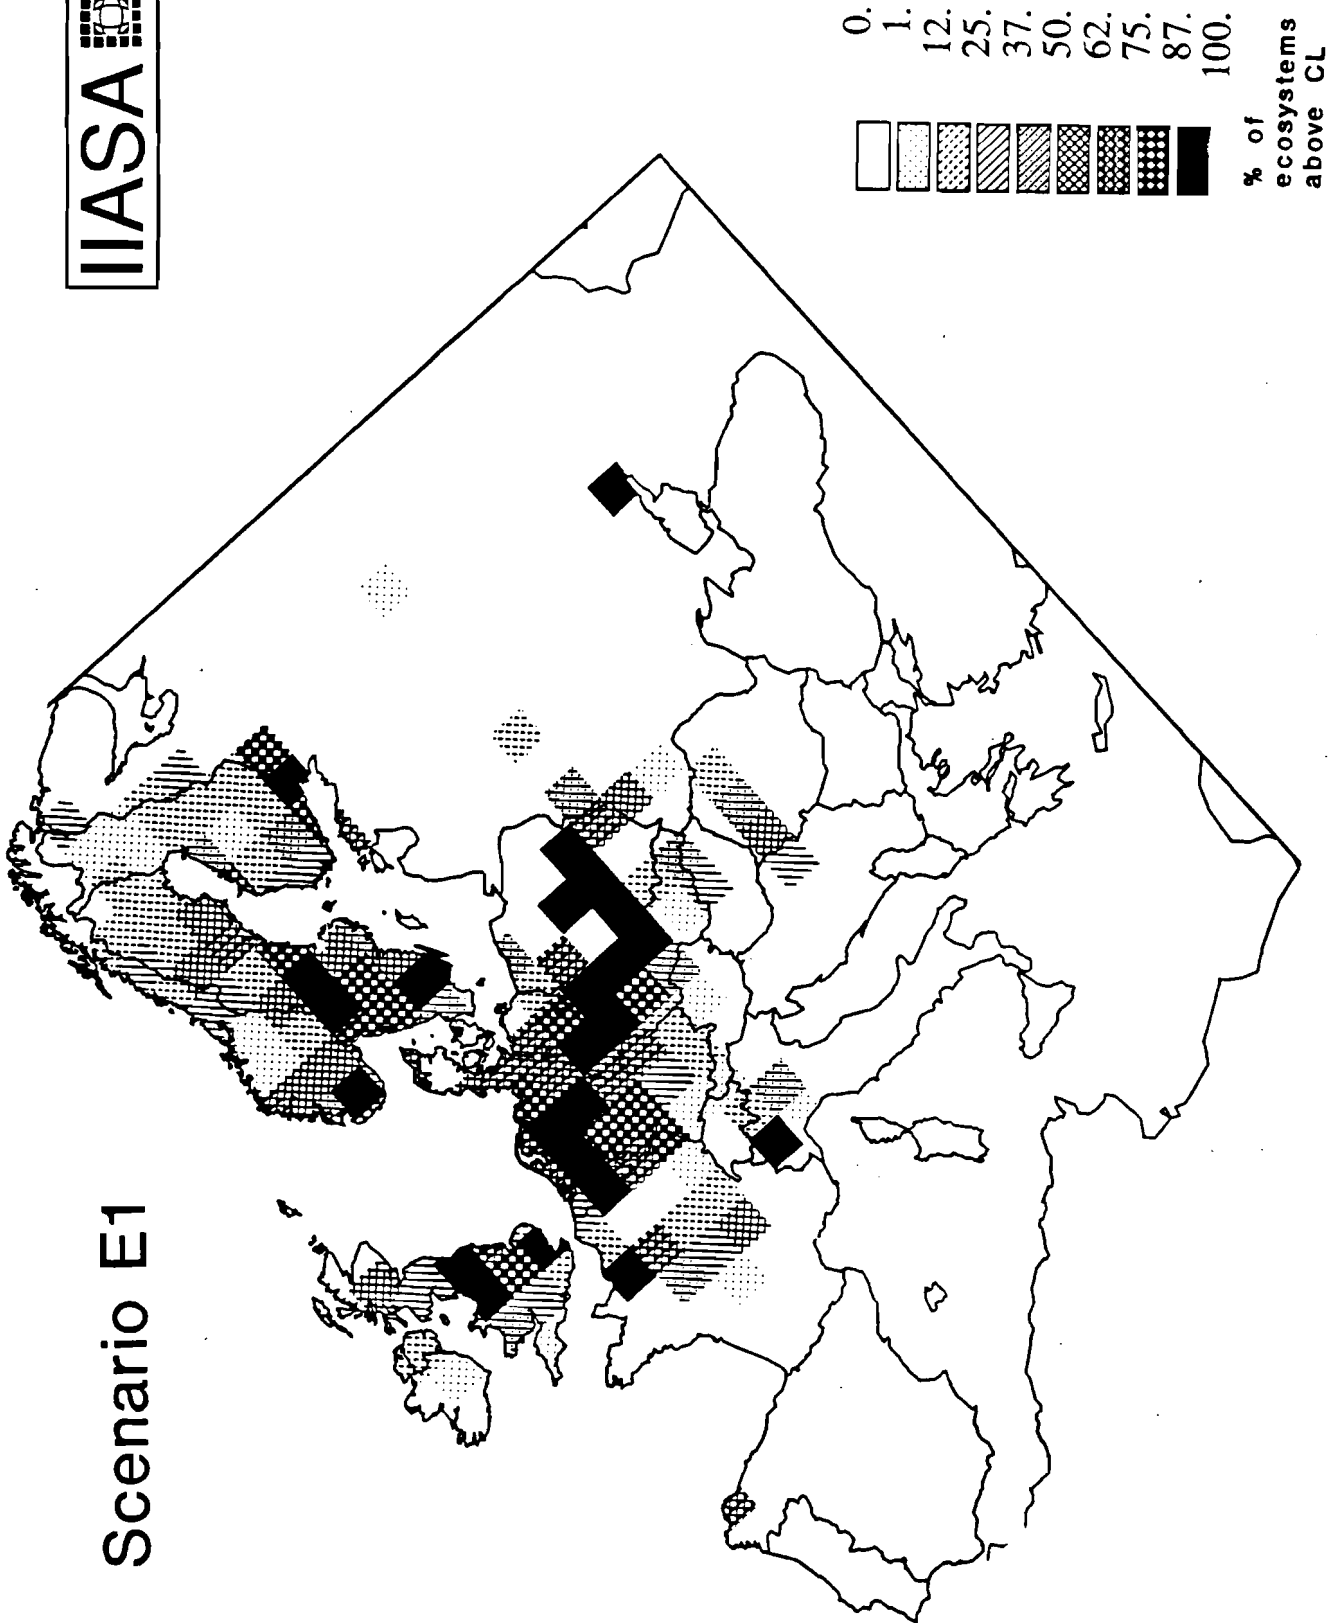 Scenario E1
IIASA
0.
1.
12.
25.
37.
50.
62.
75.
87.
100.
% of
ecosystems
above CL